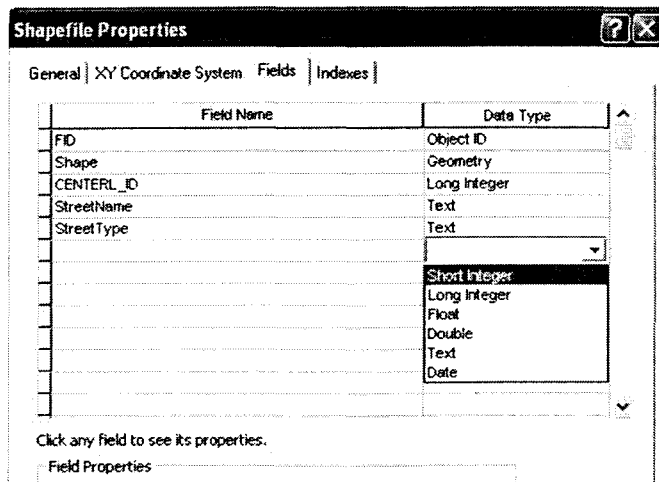 Shapefile Properties
General XY Coordinate System Fields Indexes
Field Name Data Type
FID Object ID
Shape Geometry
CENTERL_ID Long Integer
StreetName Text
StreetType Text
Short Integer
Long Integer
Float
Double
Text
Date
Click any field to see its properties.
Field Properties